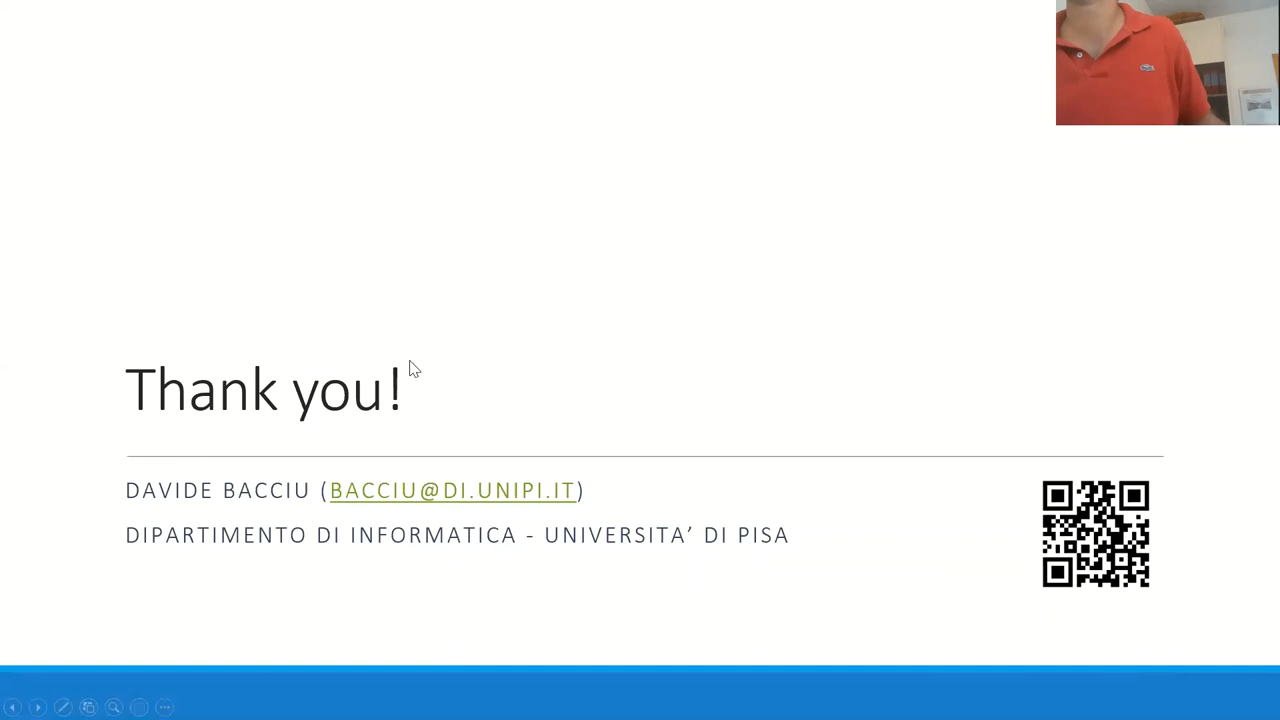 Thank you!
DAVIDE BACCIU (BACCIU@DI.UNIPI.IT)
DIPARTIMENTO DI INFORMATICA - UNIVERSITA’ DI PISA